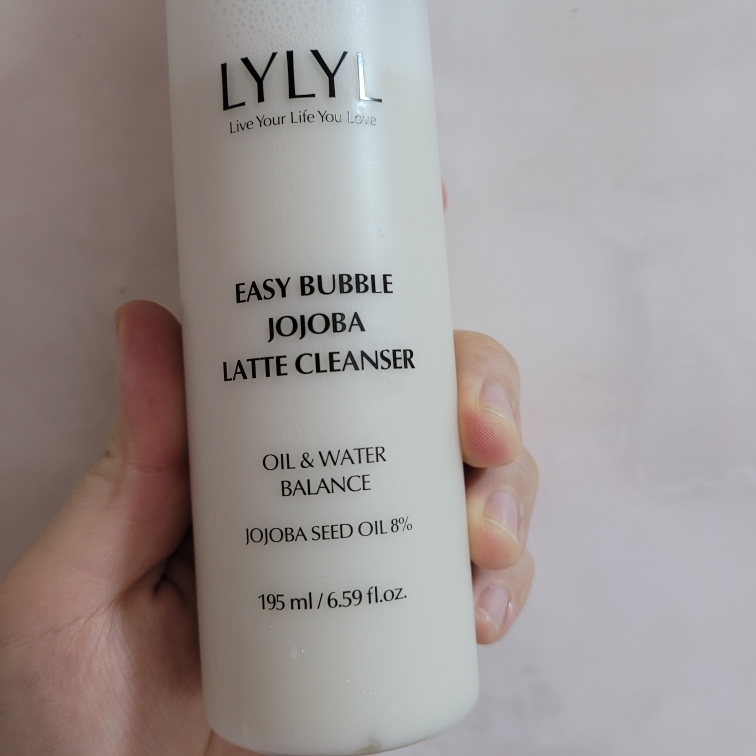 LYLYL
Live Your Life You Love
EASY BUBBLE
JOJOBA
LATTE CLEANSER
OIL & WATER
BALANCE
JOJOBA SEED OIL 8%
195 ml / 6.59 fl.oz.